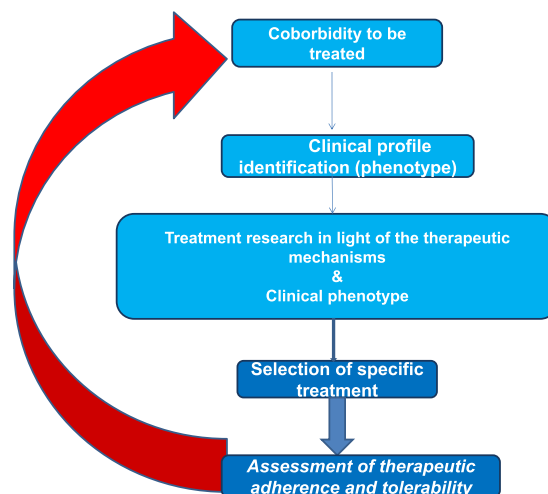 Coborbidity to be
treated
Clinical profile
identification (phenotype)
Treatment research in light of the therapeutic
mechanisms
&
Clinical phenotype
Selection of specific
treatment
Assessment of therapeutic
adherence and tolerability